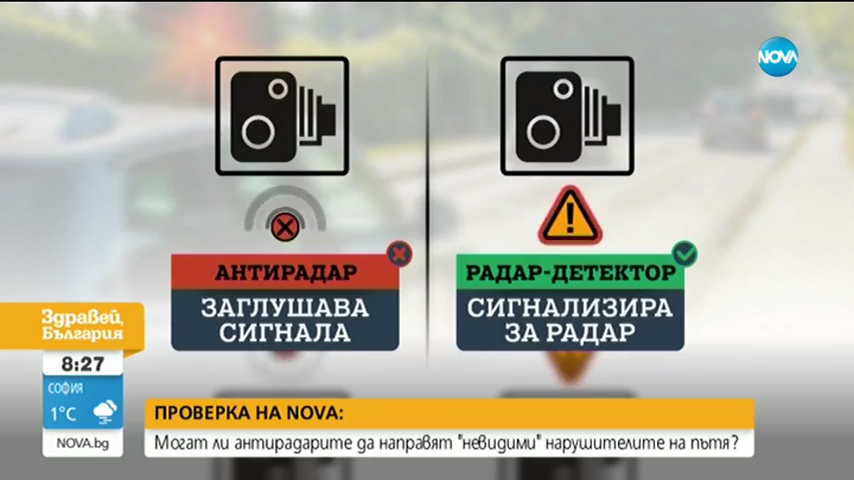 NOVA
АНТИРАДАР
ЗАГЛУШАВА
СИГНАЛА
РАДАР-ДЕТЕКТОР
СИГНАЛИЗИРА
ЗА РАДАР
Здравей,
България
8:27
СОФИЯ
1°C
NOVA.bg
ПРОВЕРКА НА NOVA:
Могат ли антирадарите да направят "невидими" нарушителите на пътя?